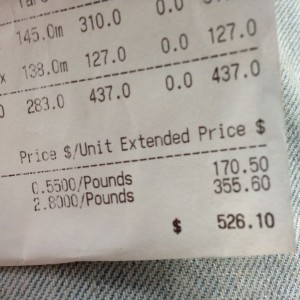 145.0m 310.0 0.0
138.0m 127.0 0.0 127.0
283.0 437.0 0.0 437.0
Price $/Unit Extended Price $
0.5500/Pounds 170.50
2.8000/Pounds 355.60
$ 526.10